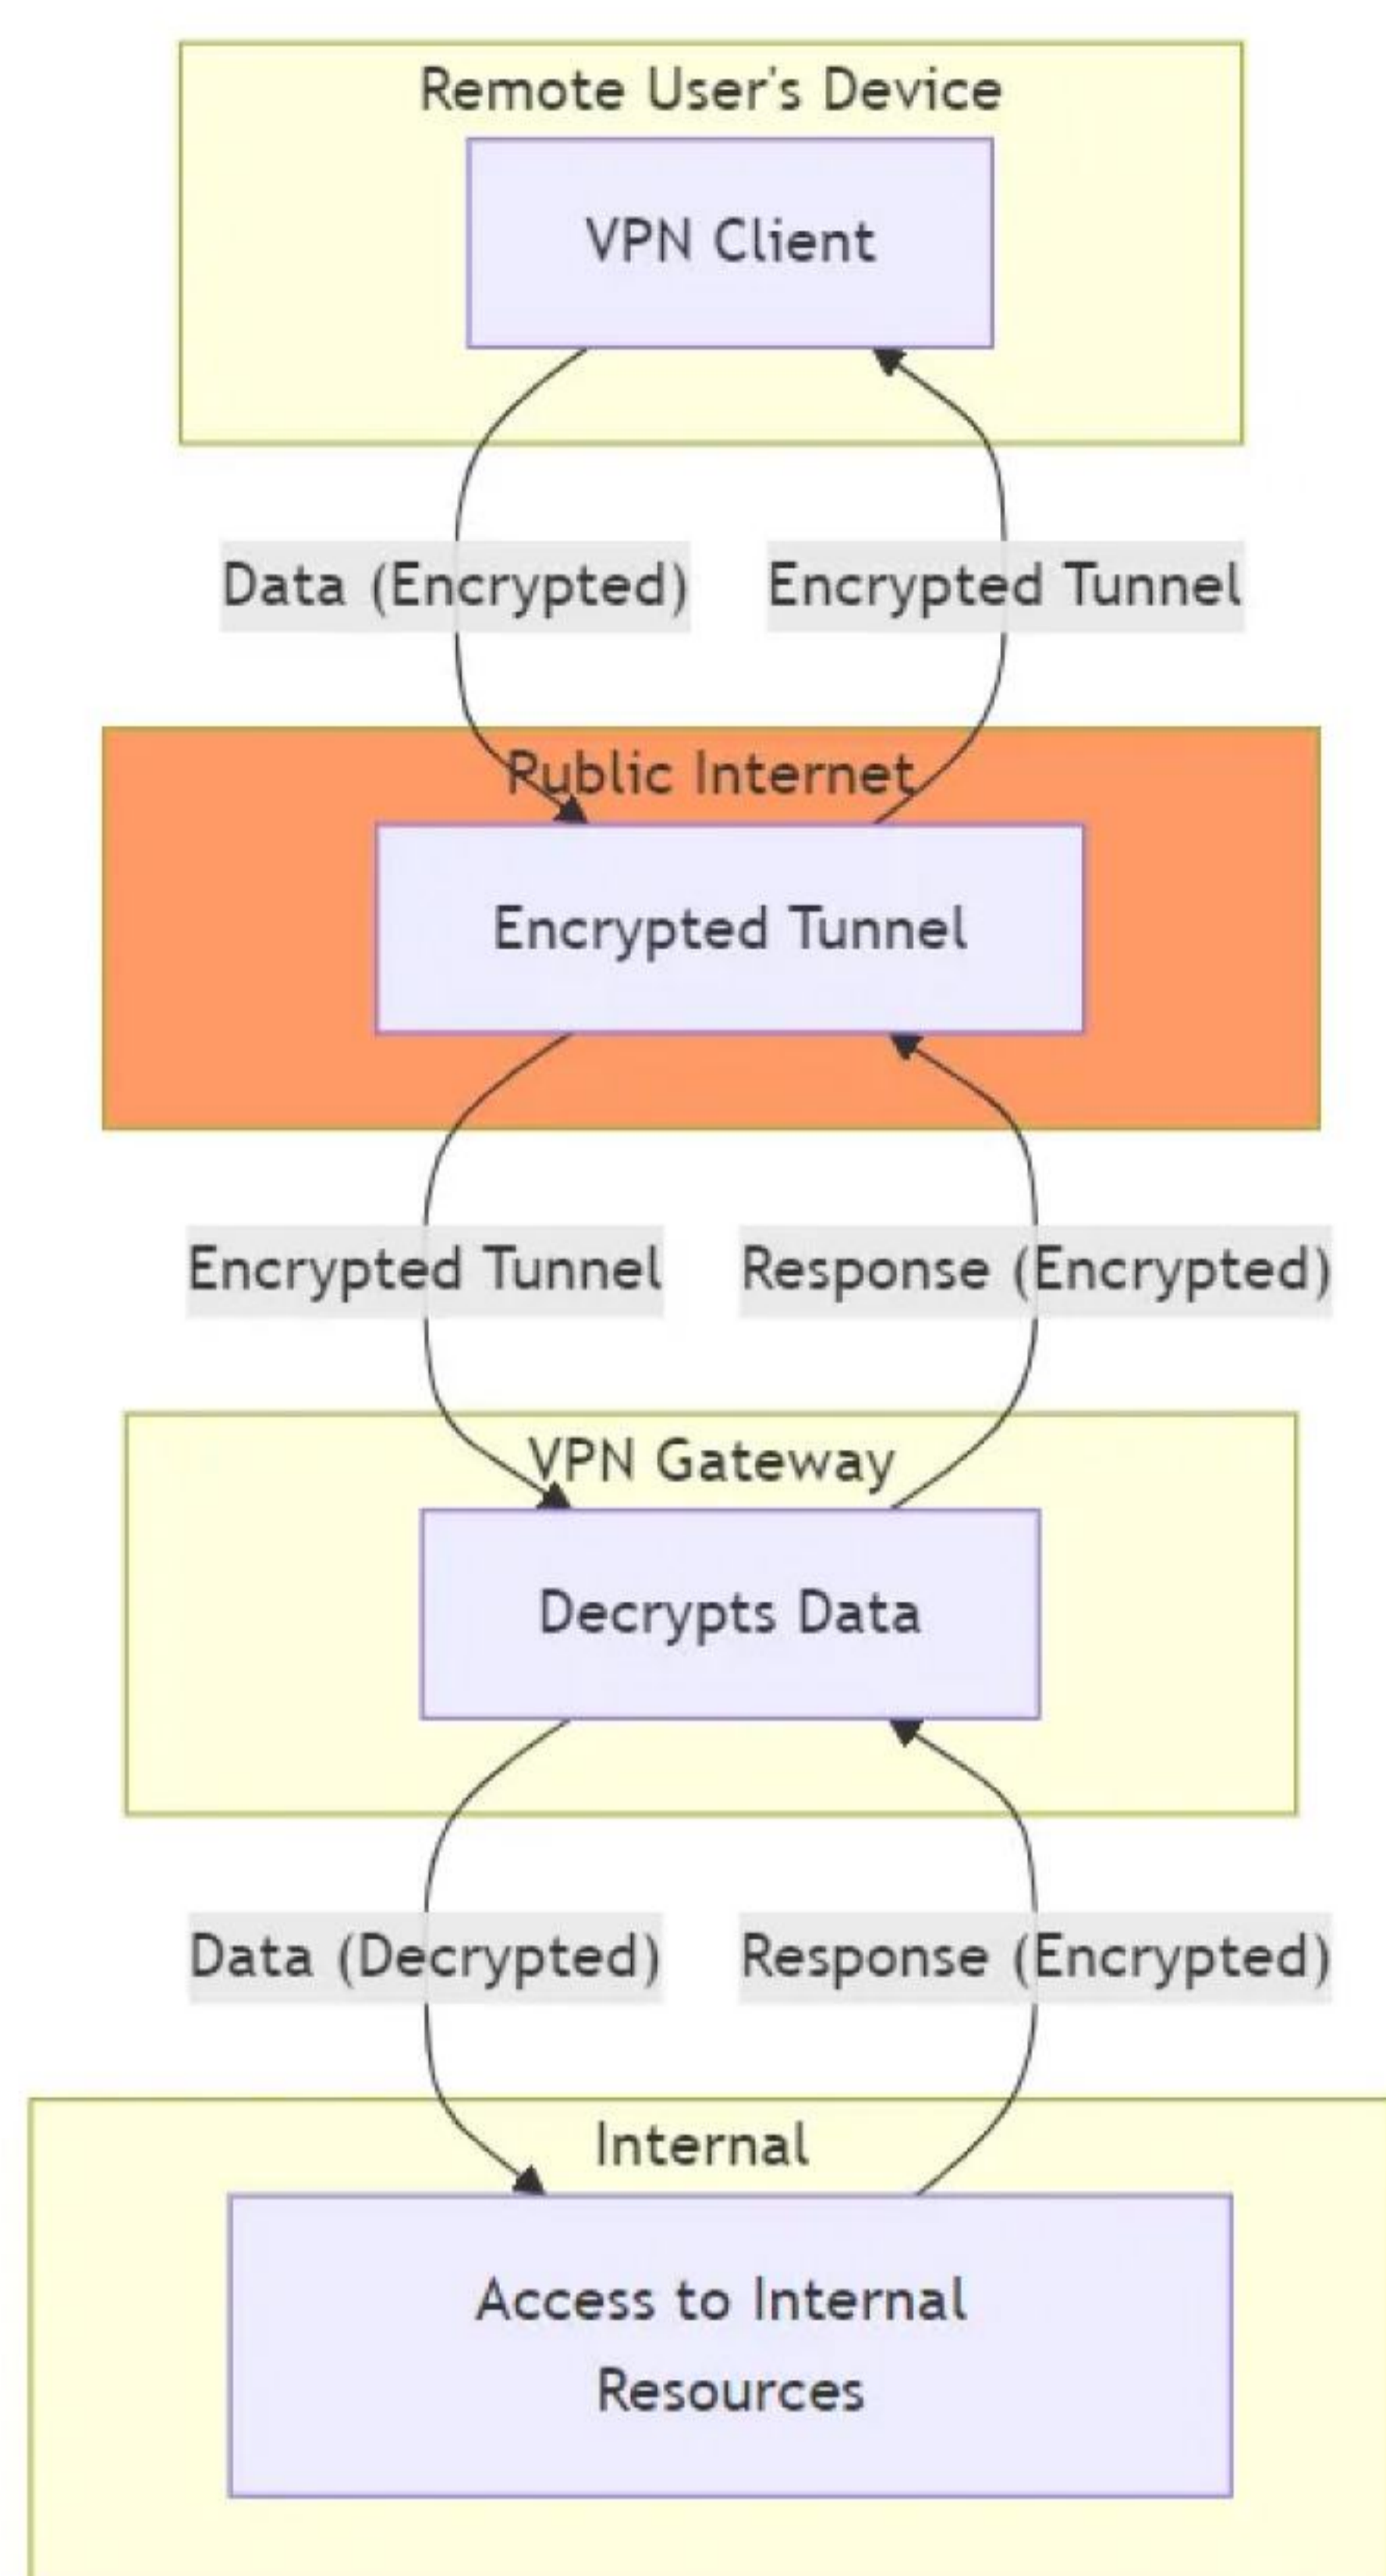 Remote User's Device
VPN Client
Data (Encrypted)
Encrypted Tunnel
Public Internet
Encrypted Tunnel
Encrypted Tunnel
Response (Encrypted)
VPN Gateway
Decrypts Data
Data (Decrypted)
Response (Encrypted)
Internal
Access to Internal
Resources